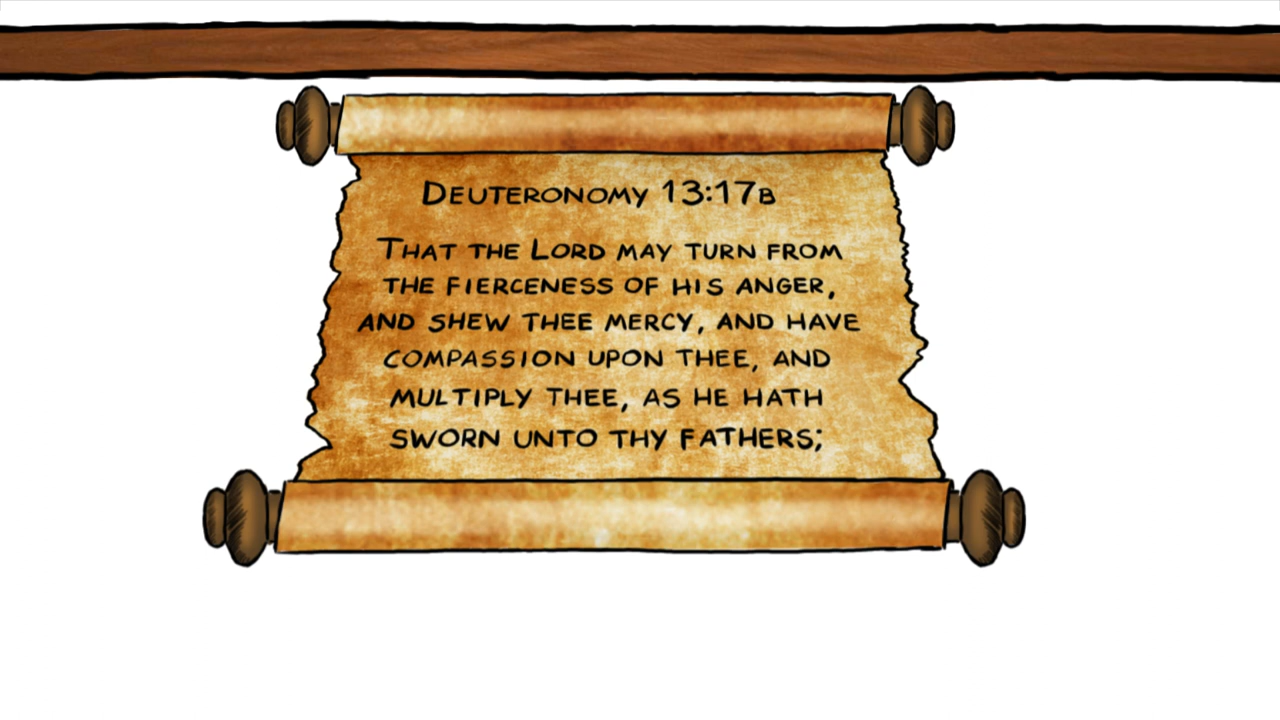 Deuteronomy 13:17b
That the Lord may turn from
the fierceness of his anger,
and shew thee mercy, and have
compassion upon thee, and
multiply thee, as he hath
sworn unto thy fathers;